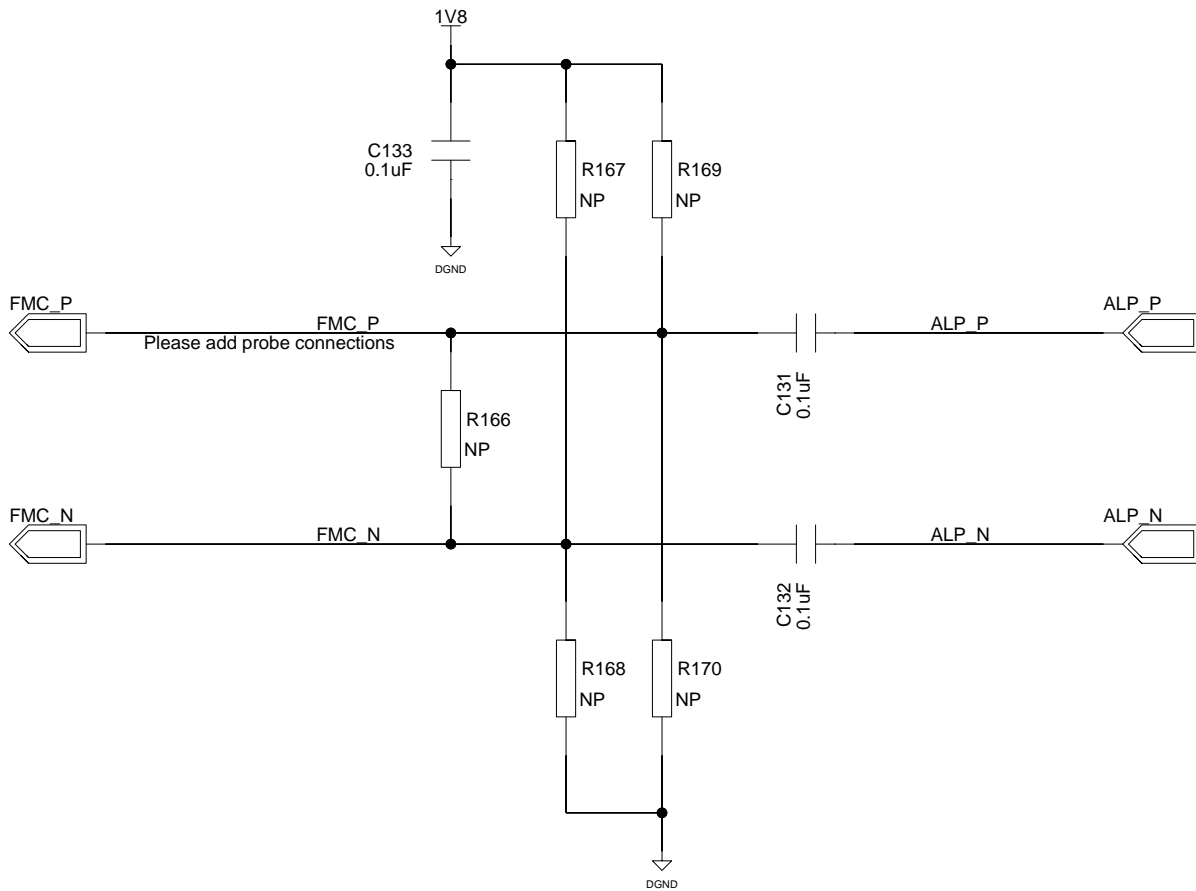 1V8
C133
0.1uF
R167
NP
R169
NP
DGND
FMC_P
FMC_P
Please add probe connections
ALP_P
ALP_P
C131
0.1uF
R166
NP
FMC_N
FMC_N
ALP_N
ALP_N
C132
0.1uF
R168
NP
R170
NP
DGND